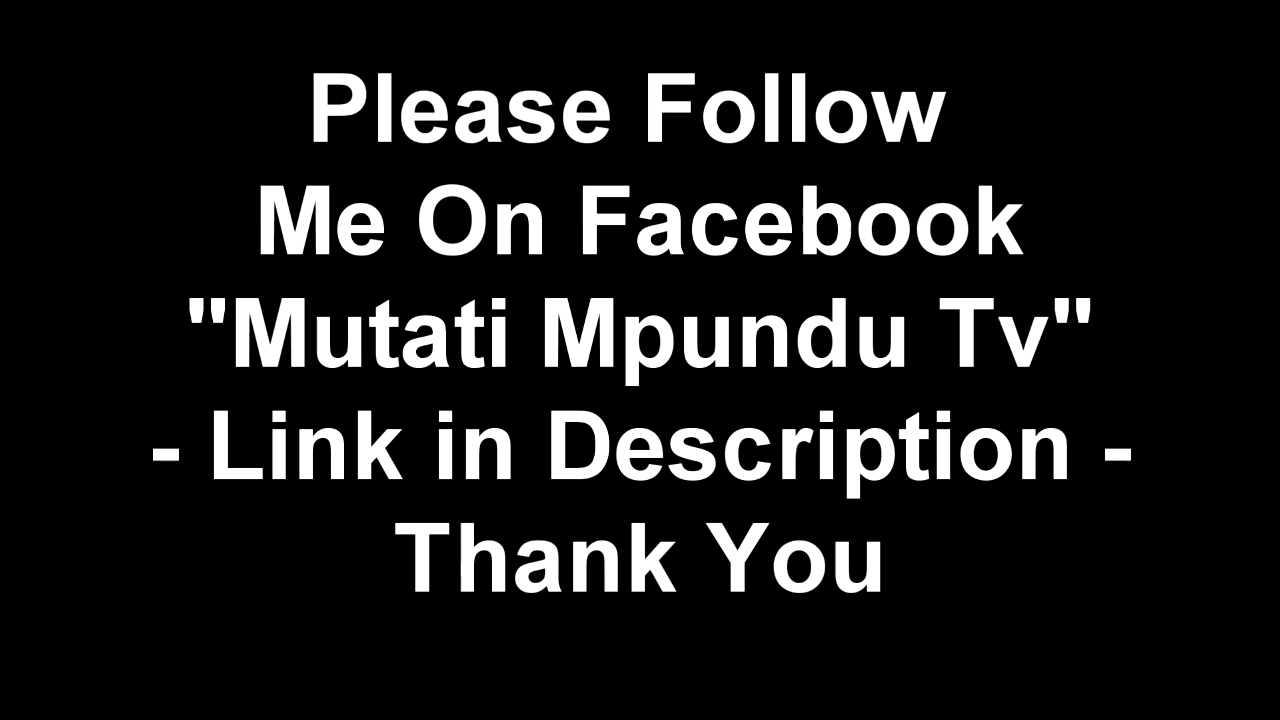 Please Follow
Me On Facebook
"Mutati Mpundu Tv"
- Link in Description -
Thank You